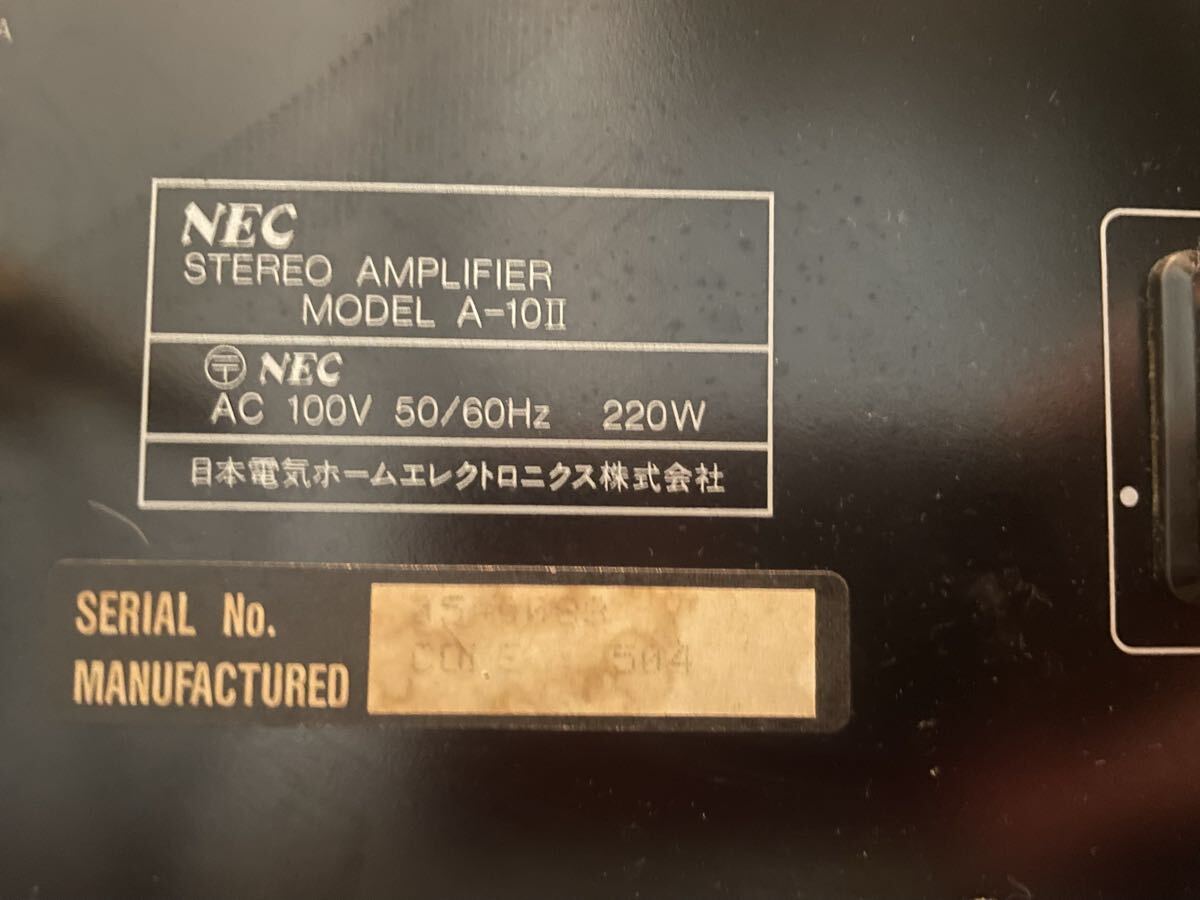 NEC
STEREO AMPLIFIER
MODEL A-10II
〒 NEC
AC 100V 50/60Hz 220W
日本電気ホームエレクトロニクス株式会社
SERIAL No.
MANUFACTURED
504